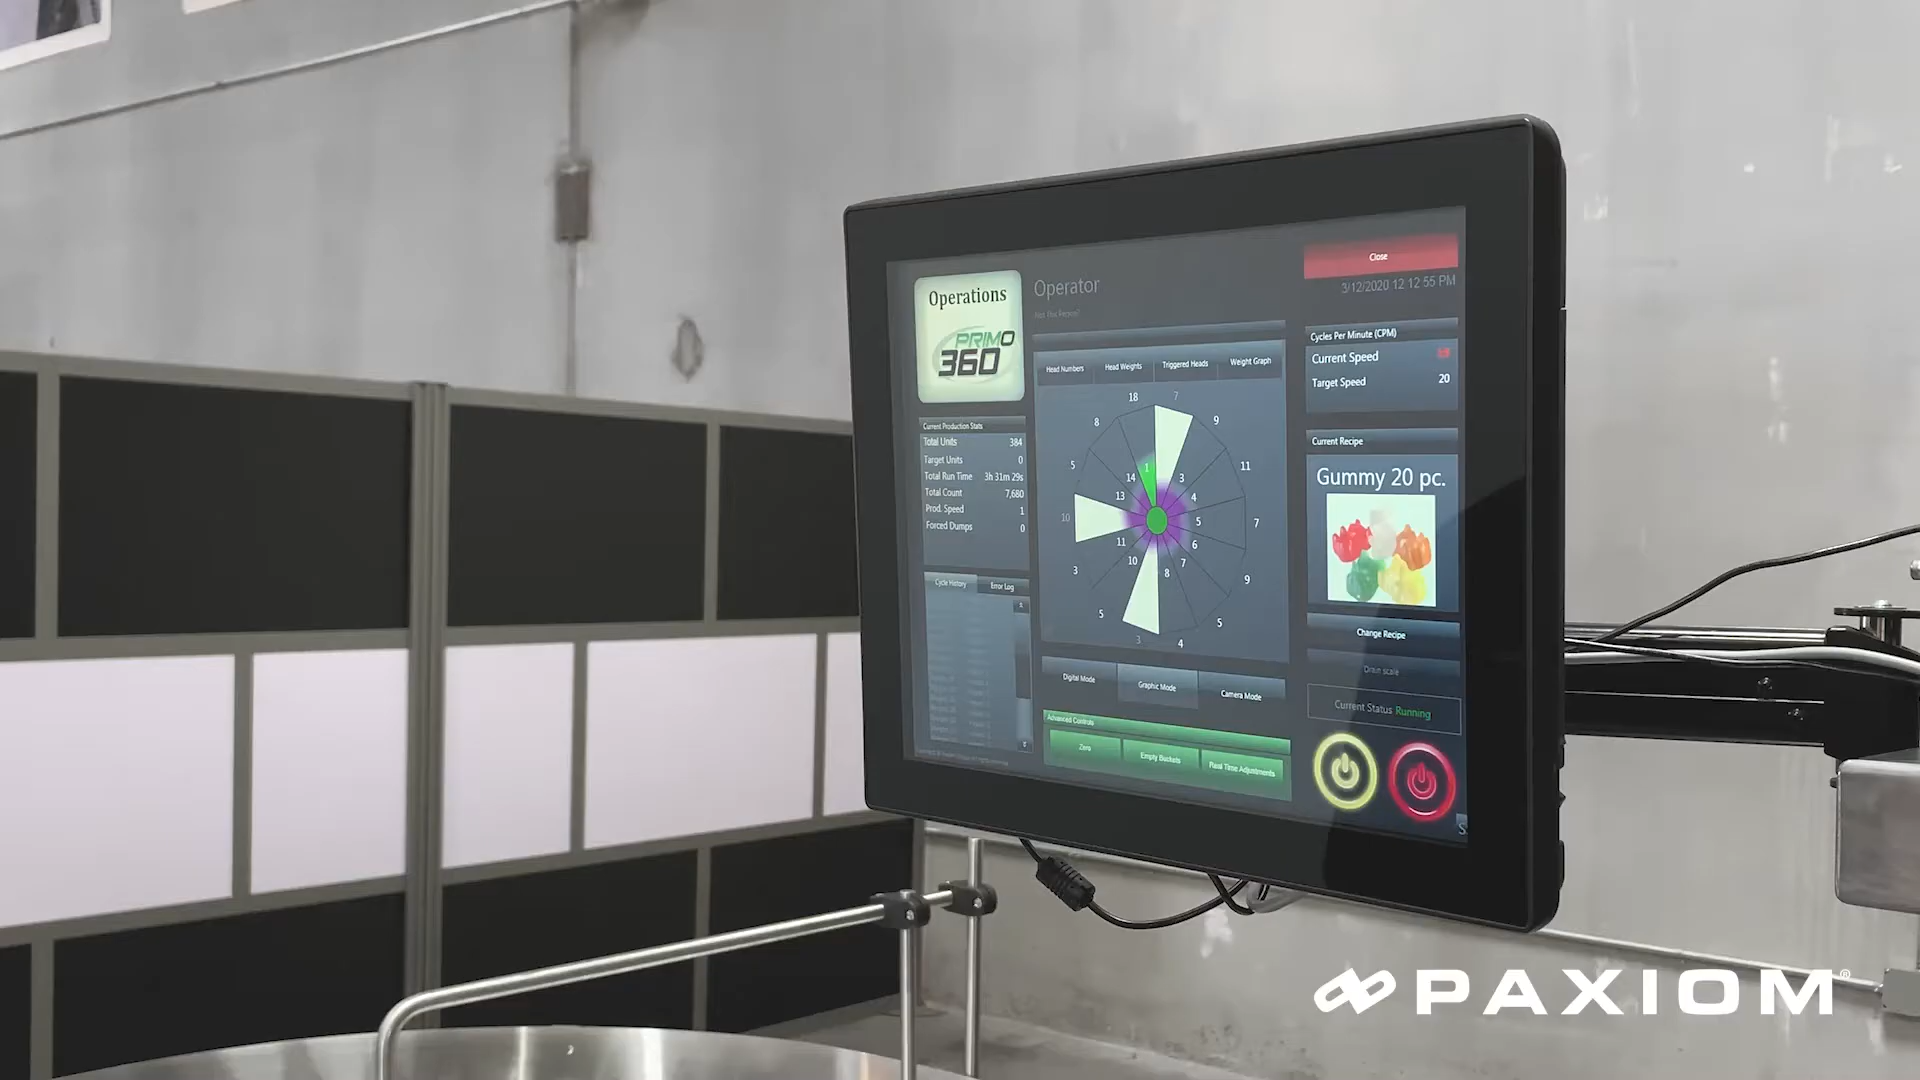 Operations
PRIMO
360
Operator
Close
3/12/2020 12 12 55 PM
Head Numbers
Head Weights
Triggered Heads
Weight Graph
Cycles Per Minute (CPM)
Current Speed
Target Speed 20
Current Production Stats
Total Units 384
Target Units 0
Total Run Time 3h 31m 29s
Total Count 7,680
Prod. Speed 1
Forced Dumps 0
Cycle History
Error Log
18
7
8
9
5
11
1
14
3
13
4
10
5
7
11
6
3
10
7
9
8
5
5
3
4
Current Recipe
Gummy 20 pc.
Change Recipe
Drain scale
Current Status Running
Digital Mode
Graphic Mode
Camera Mode
Advanced Controls
Zero
Empty Buckets
Real Time Adjustments
PAXIOM®